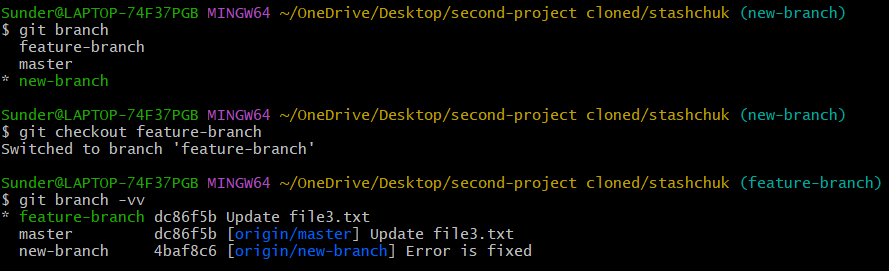 Sunder@LAPTOP-74F37PGB MINGW64 ~/OneDrive/Desktop/second-project cloned/stashchuk (new-branch)
$ git branch
  feature-branch
  master
* new-branch

Sunder@LAPTOP-74F37PGB MINGW64 ~/OneDrive/Desktop/second-project cloned/stashchuk (new-branch)
$ git checkout feature-branch
Switched to branch 'feature-branch'

Sunder@LAPTOP-74F37PGB MINGW64 ~/OneDrive/Desktop/second-project cloned/stashchuk (feature-branch)
$ git branch -vv
* feature-branch dc86f5b Update file3.txt
  master         dc86f5b [origin/master] Update file3.txt
  new-branch     4baf8c6 [origin/new-branch] Error is fixed